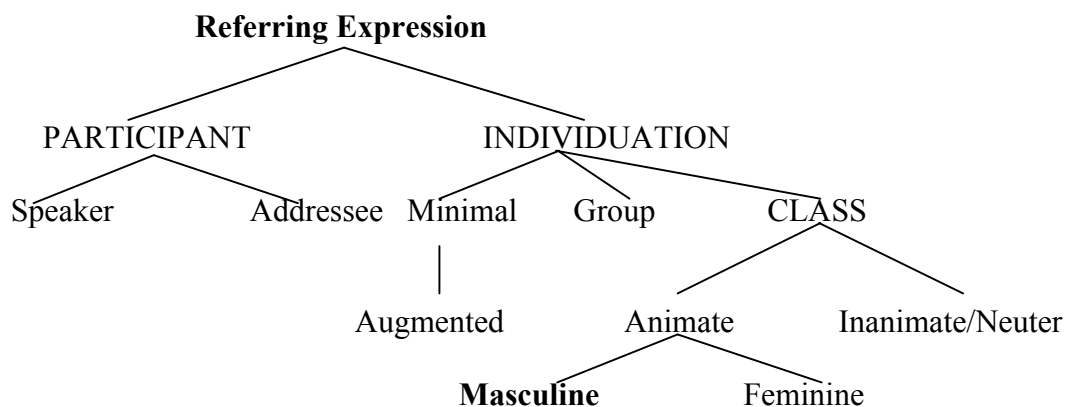 Referring Expression
PARTICIPANT INDIVIDUATION
Speaker Addressee Minimal Group CLASS
Augmented Animate Inanimate/Neuter
Masculine Feminine